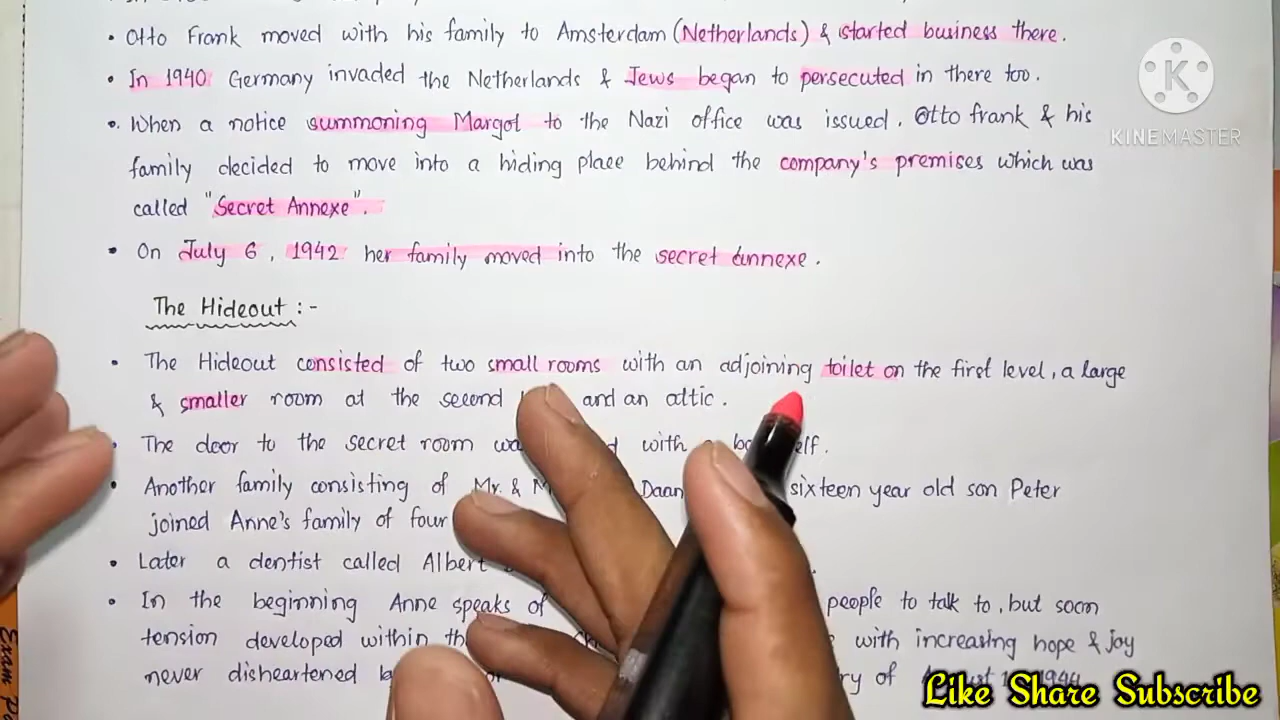 • Otto Frank moved with his family to Amsterdam (Netherlands) & started business there.
• In 1940 Germany invaded the Netherlands & Jews began to persecuted in there too.
KINEMASTER
• When a notice summoning Margot to the Nazi office was issued. Otto frank & his
family decided to move into a hiding place behind the company's premises which was
called "Secret Annexe".
• On July 6, 1942 her family moved into the secret annexe.
The Hideout :-
• The Hideout consisted of two small rooms with an adjoining toilet on the first level, a large
& smaller room at the second and an attic.
• The door to the secret room with
• Another family consisting of Mr. & Daan sixteen year old son Peter
joined Anne's family of four
• Later a dentist called Albert
• In the beginning Anne speaks of people to talk to, but soon
tension developed within with increasing hope & joy
never disheartened of
Like Share Subscribe
Exam